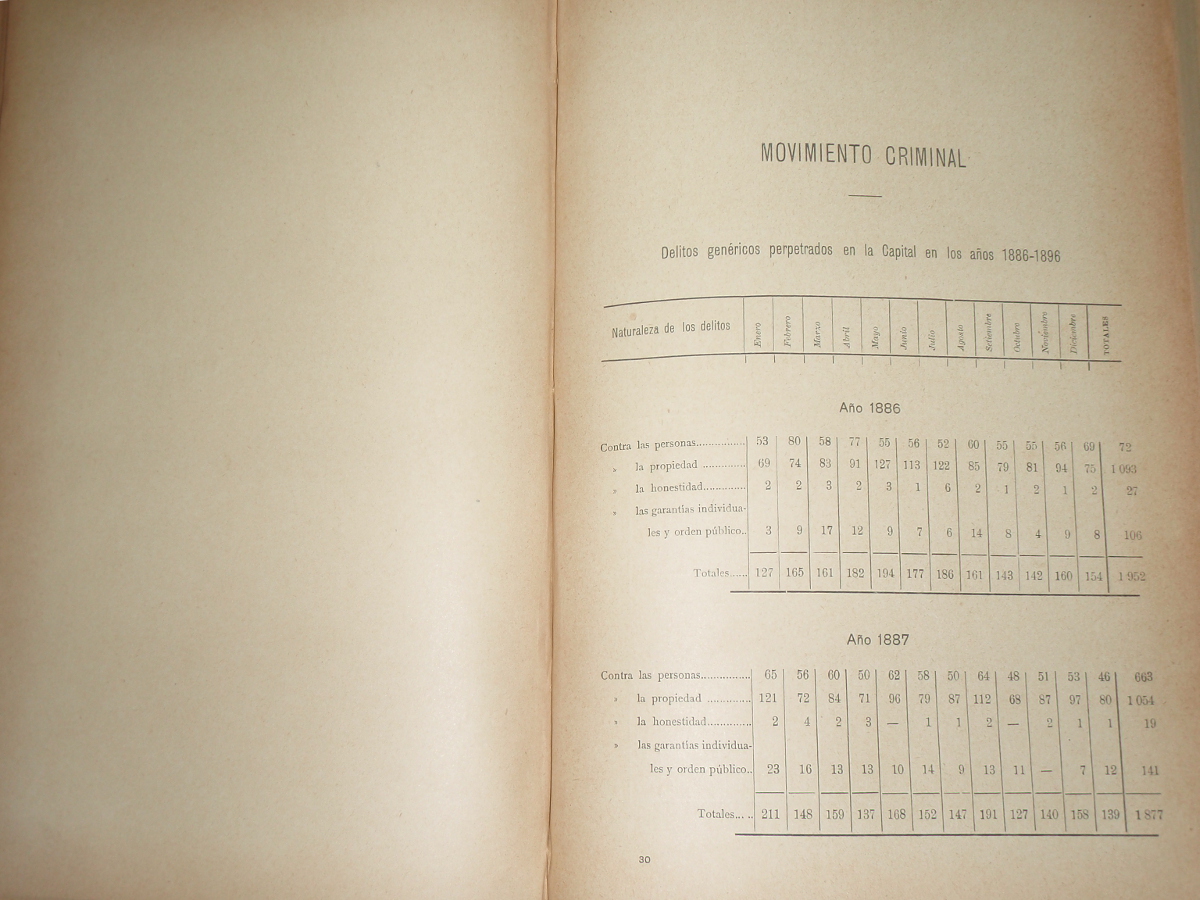 MOVIMIENTO CRIMINAL
Delitos genéricos perpetrados en la Capital en los años 1886-1896
Naturaleza de los delitos Enero Febrero Marzo Abril Mayo Junio Julio Agosto Setiembre Octubre Noviembre Diciembre TOTALES
Año 1886
Contra las personas................ 53 80 58 77 55 56 52 60 55 55 56 69 72
» la propiedad .............. 69 74 83 91 127 113 122 85 79 81 94 75 1 093
» la honestidad............. 2 2 3 2 3 1 6 2 1 2 1 2 27
» las garantías individua-
les y orden público.. 3 9 17 12 9 7 6 14 8 4 9 8 106
Totales...... 127 165 161 182 194 177 186 161 143 142 160 154 1 952
Año 1887
Contra las personas................ 65 56 60 50 62 58 50 64 48 51 53 46 663
» la propiedad .............. 121 72 84 71 96 79 87 112 68 87 97 80 1 054
» la honestidad............. 2 4 2 3 — 1 1 2 — 2 1 1 19
» las garantías individua-
les y orden público.. 23 16 13 13 10 14 9 13 11 — 7 12 141
Totales..... 211 148 159 137 168 152 147 191 127 140 158 139 1 877
30